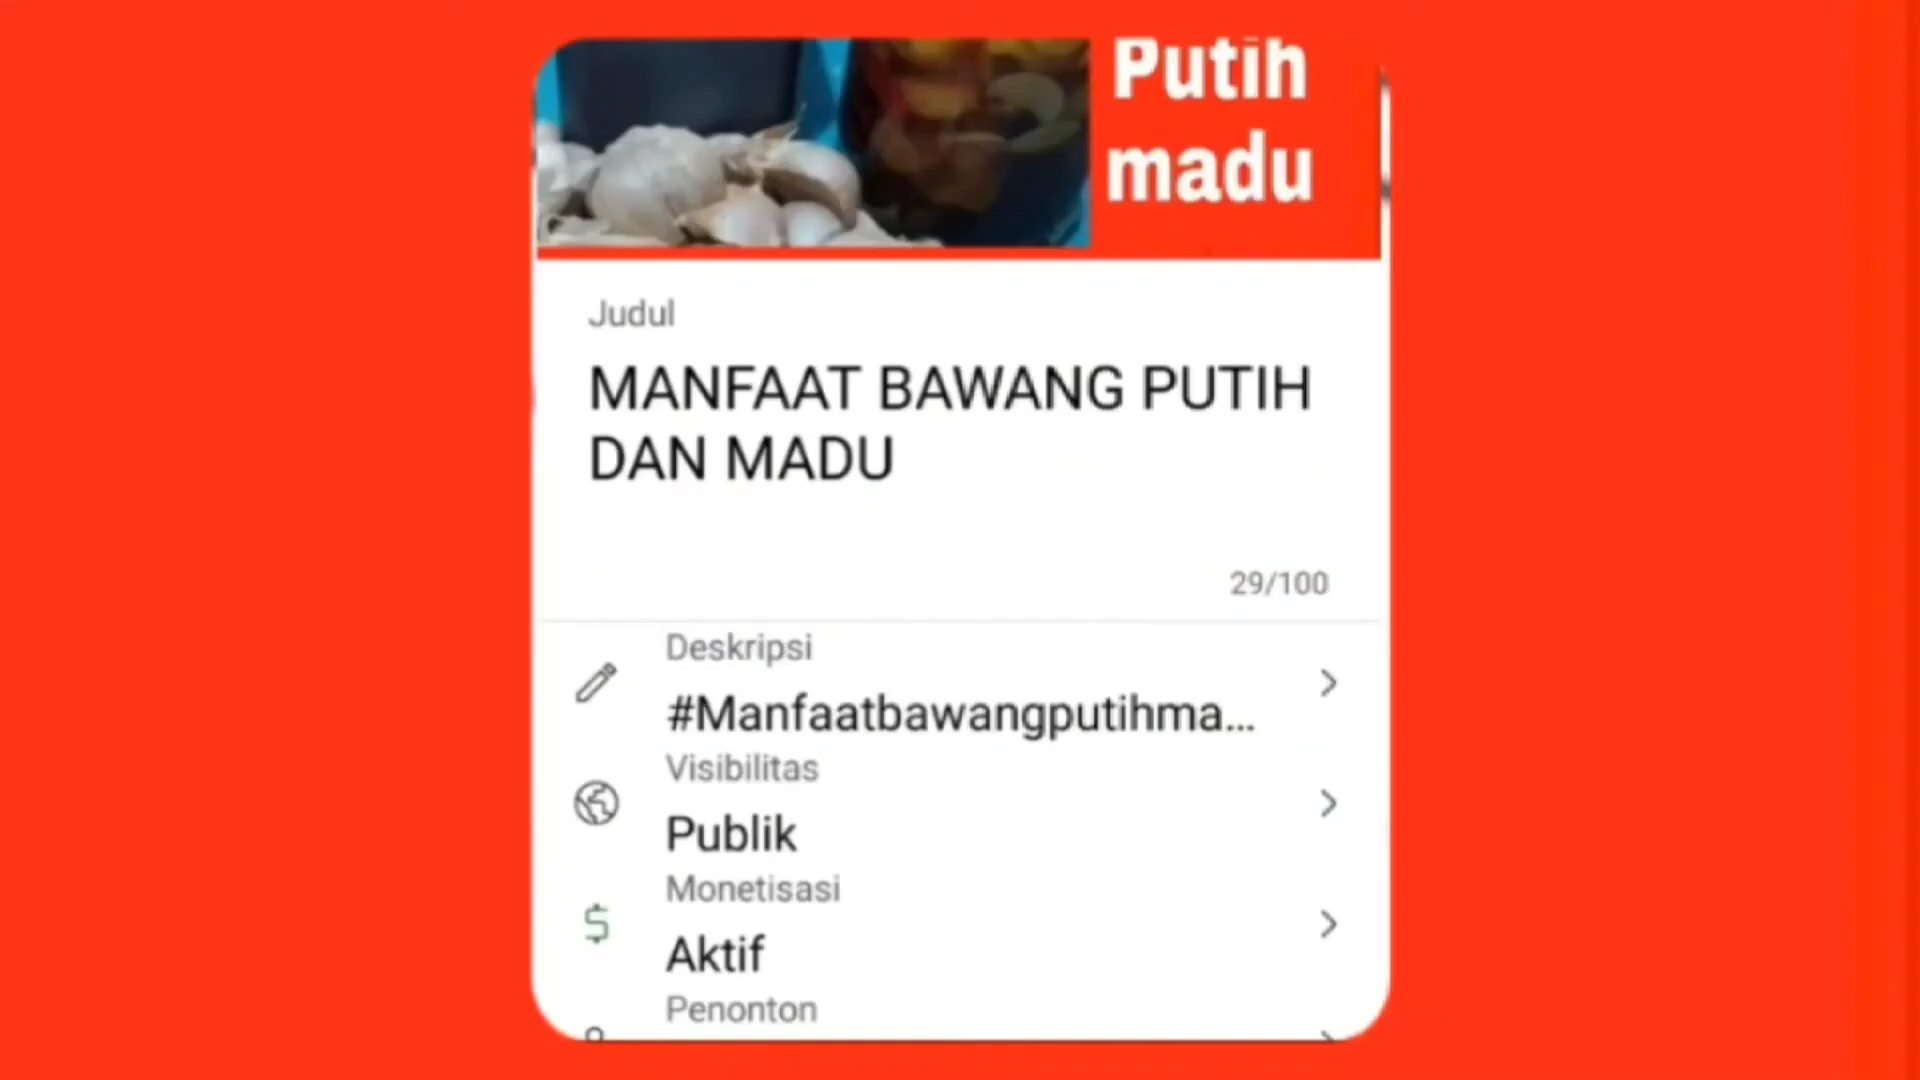 Putih
madu
Judul
MANFAAT BAWANG PUTIH
DAN MADU
29/100
Deskripsi
#Manfaatbawangputihma...
Visibilitas
Publik
Monetisasi
Aktif
Penonton